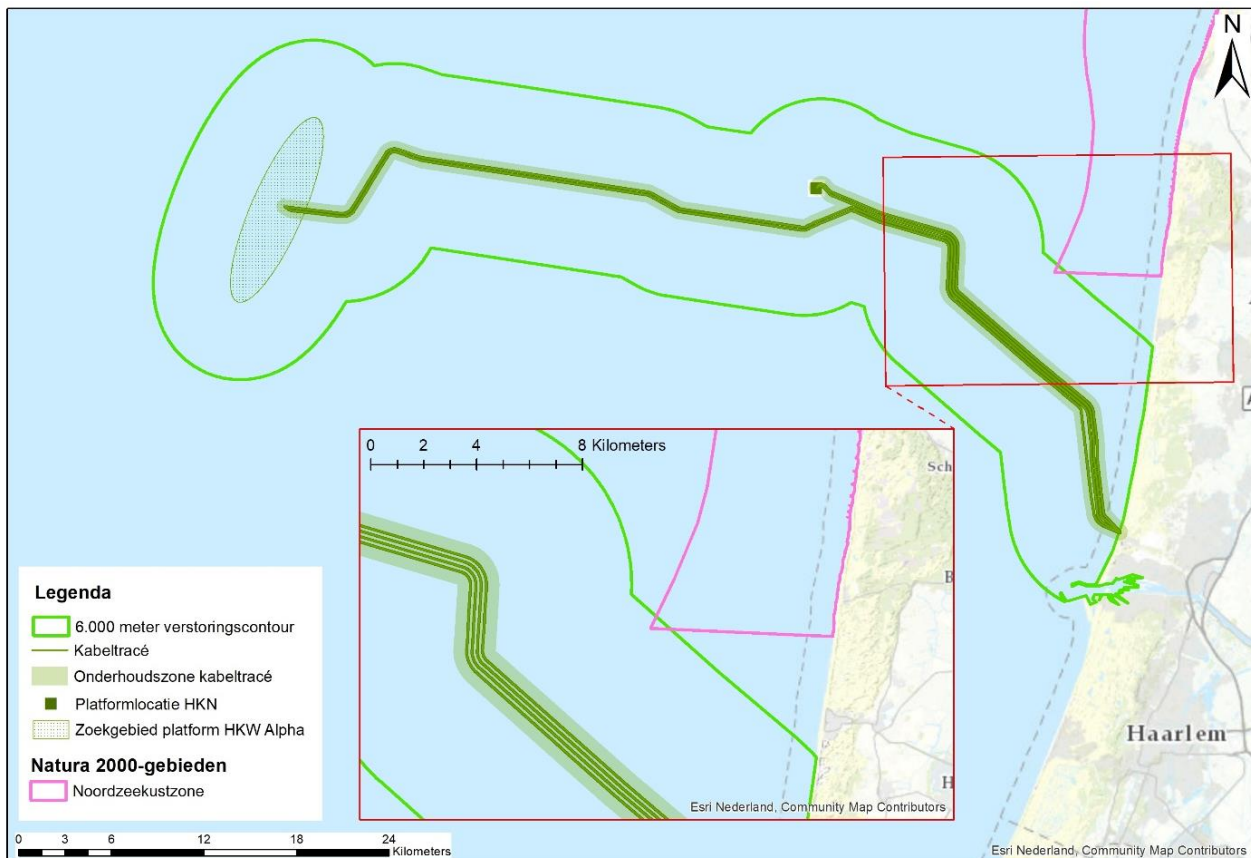 N
0 2 4 8 Kilometers
Sch
B
H
A
Haarlem
Esri Nederland, Community Map Contributors
Legenda
6.000 meter verstoringscontour
Kabeltracé
Onderhoudszone kabeltracé
Platformlocatie HKN
Zoekgebied platform HKW Alpha
Natura 2000-gebieden
Noordzeekustzone
0 3 6 12 18 24
Kilometers
Esri Nederland, Community Map Contributors